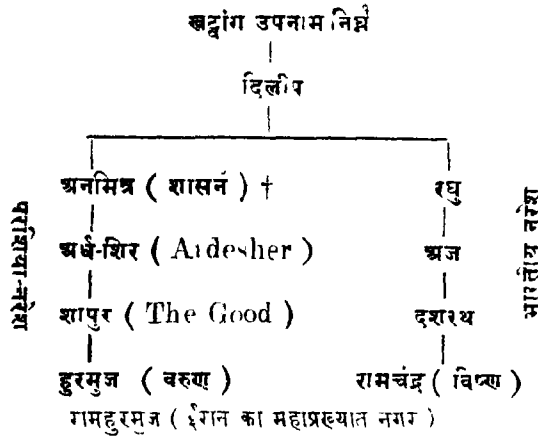 खट्वांग उपनाम निघ्न
दिलीप
अनमित्र ( शासन ) † रघु
अर्ध-शिर ( Ardesher ) अज
शापुर ( The Good ) दशरथ
हुरमुज ( वरुण ) रामचंद्र ( विष्ण )
रामहुरमुज ( ईरान का महाप्रख्यात नगर )
परशिया-नरेश
भारतीय नरेश